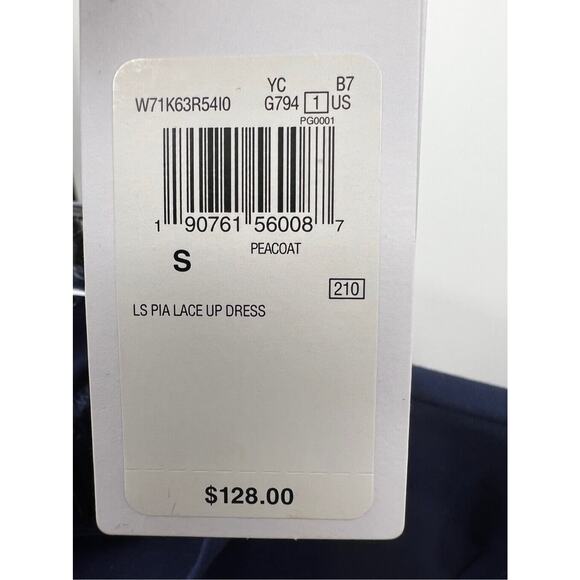 YC B7
W71K63R54I0 G794 1 US
PG0001
1 90761 56008 7
S PEACOAT
210
LS PIA LACE UP DRESS
$128.00